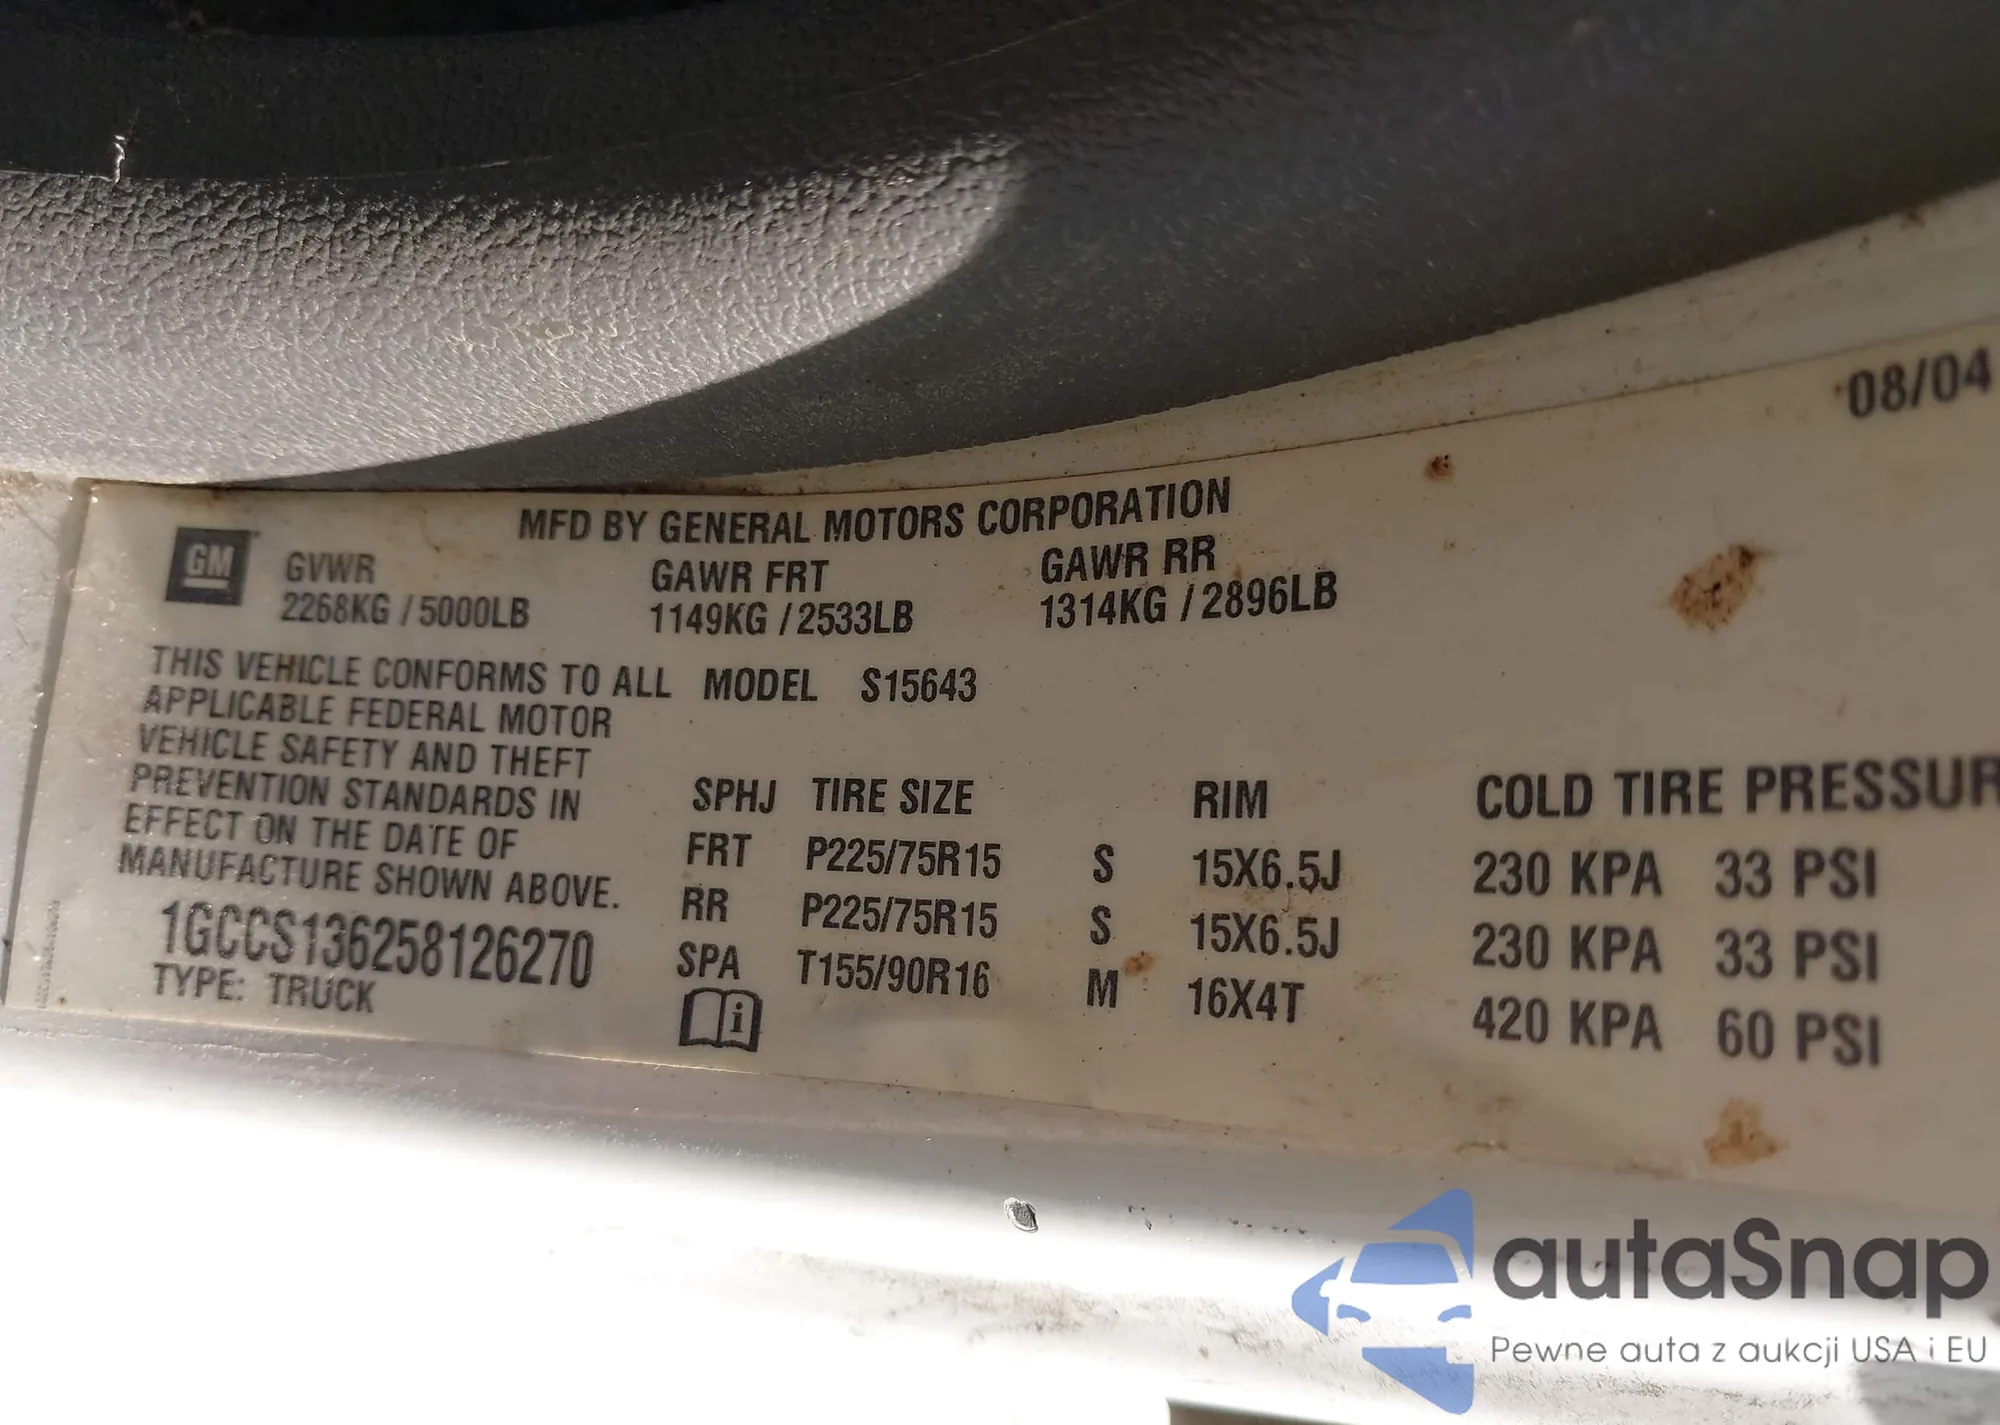 08/04
MFD BY GENERAL MOTORS CORPORATION
GM
GVWR GAWR FRT GAWR RR
2268KG / 5000LB 1149KG / 2533LB 1314KG / 2896LB
THIS VEHICLE CONFORMS TO ALL MODEL S15643
APPLICABLE FEDERAL MOTOR
VEHICLE SAFETY AND THEFT
PREVENTION STANDARDS IN
EFFECT ON THE DATE OF
MANUFACTURE SHOWN ABOVE.
1GCCS136258126270
TYPE: TRUCK
SPHJ TIRE SIZE RIM COLD TIRE PRESSUR
FRT P225/75R15 S 15X6.5J 230 KPA 33 PSI
RR P225/75R15 S 15X6.5J 230 KPA 33 PSI
SPA T155/90R16 M 16X4T 420 KPA 60 PSI
i
autaSnap
Pewne auta z aukcji USA i EU